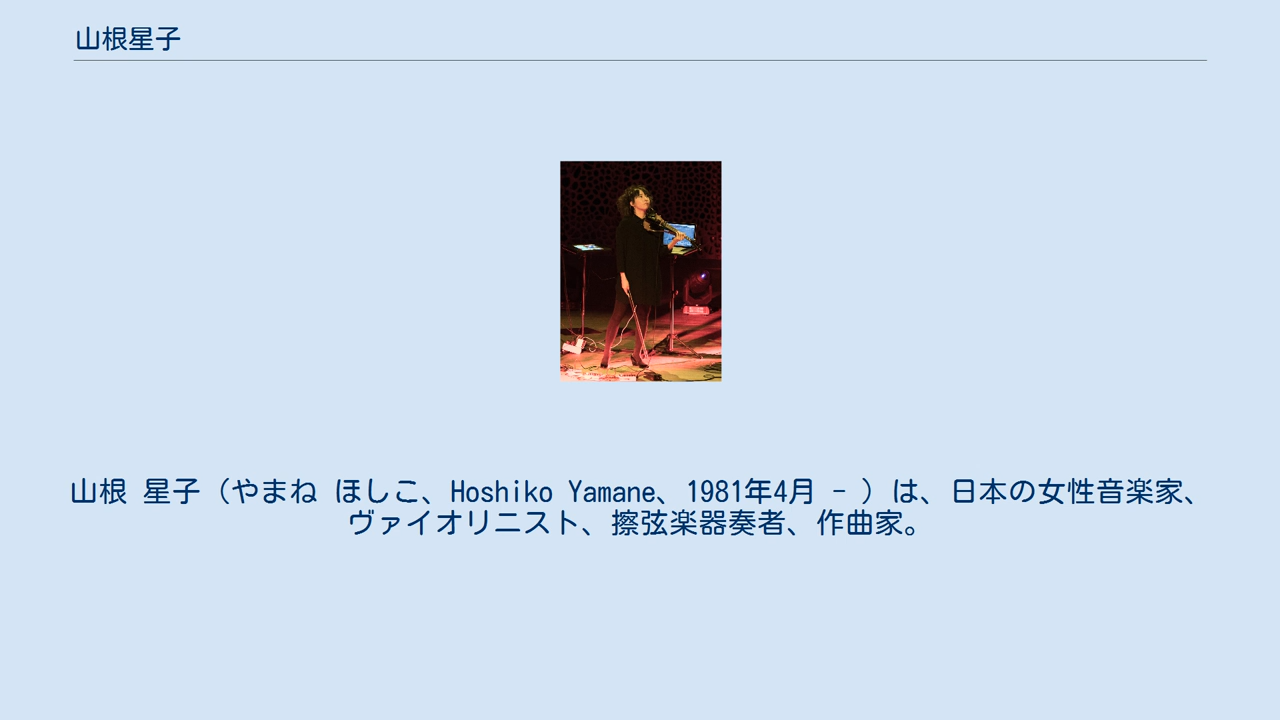 山根星子
山根 星子（やまね ほしこ、Hoshiko Yamane、1981年4月 - ）は、日本の女性音楽家、
ヴァイオリニスト、擦弦楽器奏者、作曲家。